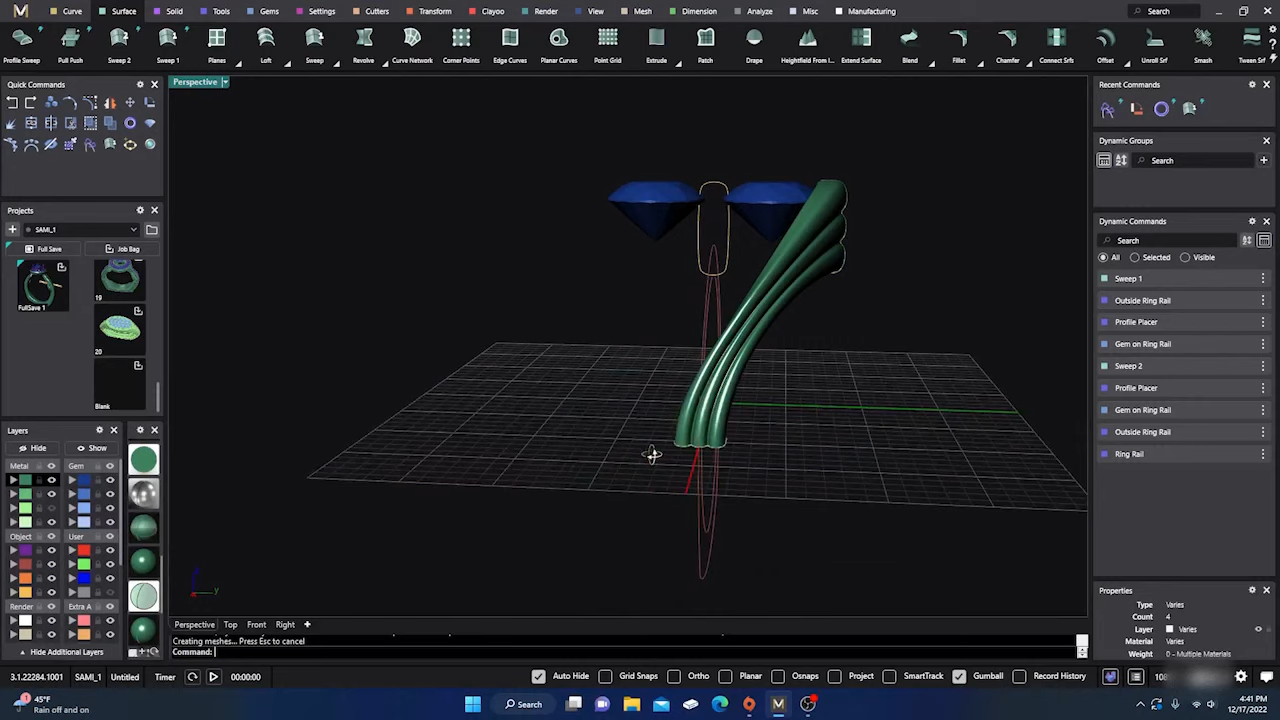 Curve Surface Solid Tools Gems Settings Cutters Transform Clayoo Render View Mesh Dimension Analyze Misc Manufacturing Search
Profile Sweep Pull Push Sweep 2 Sweep 1 Planes Loft Sweep Revolve Curve Network Corner Points Edge Curves Planar Curves Point Grid Extrude Patch Drape Heightfield From I... Extend Surface Blend Fillet Chamfer Connect Srfs Offset Unroll Srf Smash Tween Srf
Quick Commands
Perspective
Recent Commands
Dynamic Groups
Search
Projects
SAMI_1
Full Save Job Bag
FullSave 1
19
20
Blank
Dynamic Commands
Search
All Selected Visible
Sweep 1
Outside Ring Rail
Profile Placer
Gem on Ring Rail
Sweep 2
Profile Placer
Gem on Ring Rail
Outside Ring Rail
Ring Rail
Layers
Hide Show
Metal Gem
Object User
Render Extra A
Hide Additional Layers
y
Properties
Type Varies
Count 4
Layer Varies
Material Varies
Weight 0 - Multiple Materials
Perspective Top Front Right
Creating meshes... Press Esc to cancel
Command:
3.1.22284.1001 SAMI_1 Untitled Timer 00:00:00 Auto Hide Grid Snaps Ortho Planar Osnaps Project SmartTrack Gumball Record History
45°F
Rain off and on
Search
4:41 PM
12/17/2022